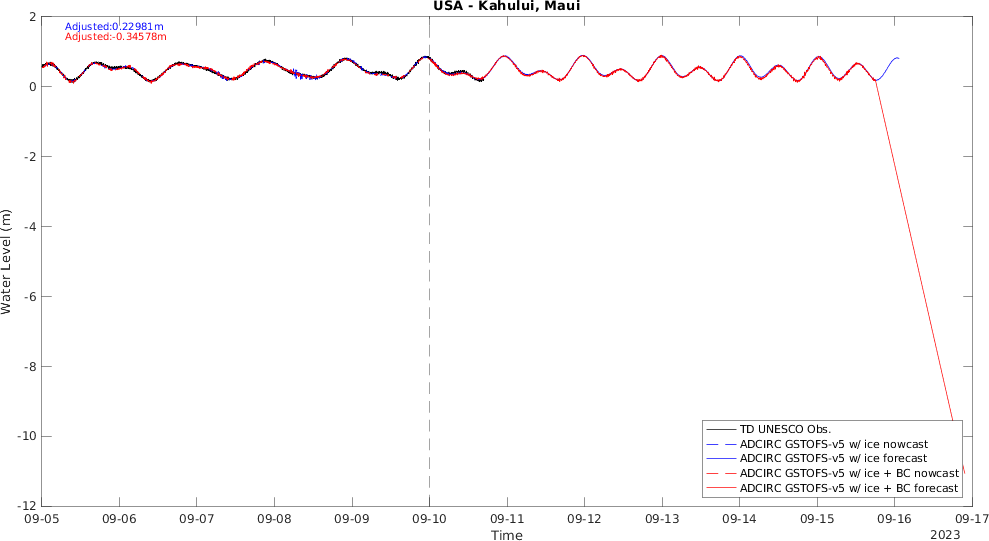 USA - Kahului, Maui
Adjusted:0.22981m
Adjusted:-0.34578m
Water Level (m)
2
0
-2
-4
-6
-8
-10
-12
TD UNESCO Obs.
ADCIRC GSTOFS-v5 w/ ice nowcast
ADCIRC GSTOFS-v5 w/ ice forecast
ADCIRC GSTOFS-v5 w/ ice + BC nowcast
ADCIRC GSTOFS-v5 w/ ice + BC forecast
09-05 09-06 09-07 09-08 09-09 09-10 09-11 09-12 09-13 09-14 09-15 09-16 09-17
Time
2023